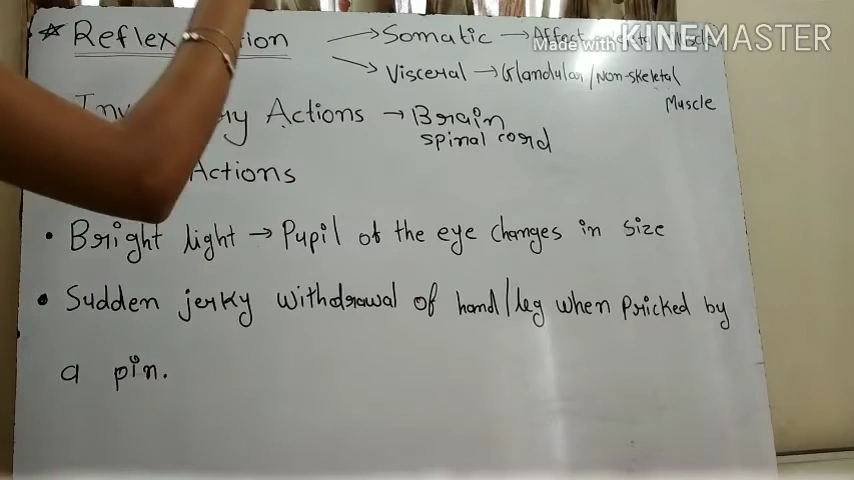 * Reflex → Somatic → Affect
→ Visceral → Glandular/Non-skeletal
Muscle
Actions → Brain
spinal cord
Actions
• Bright light → Pupil of the eye changes in size
• Sudden jerky withdrawal of hand/leg when pricked by
a pin.
Made with KINEMASTER